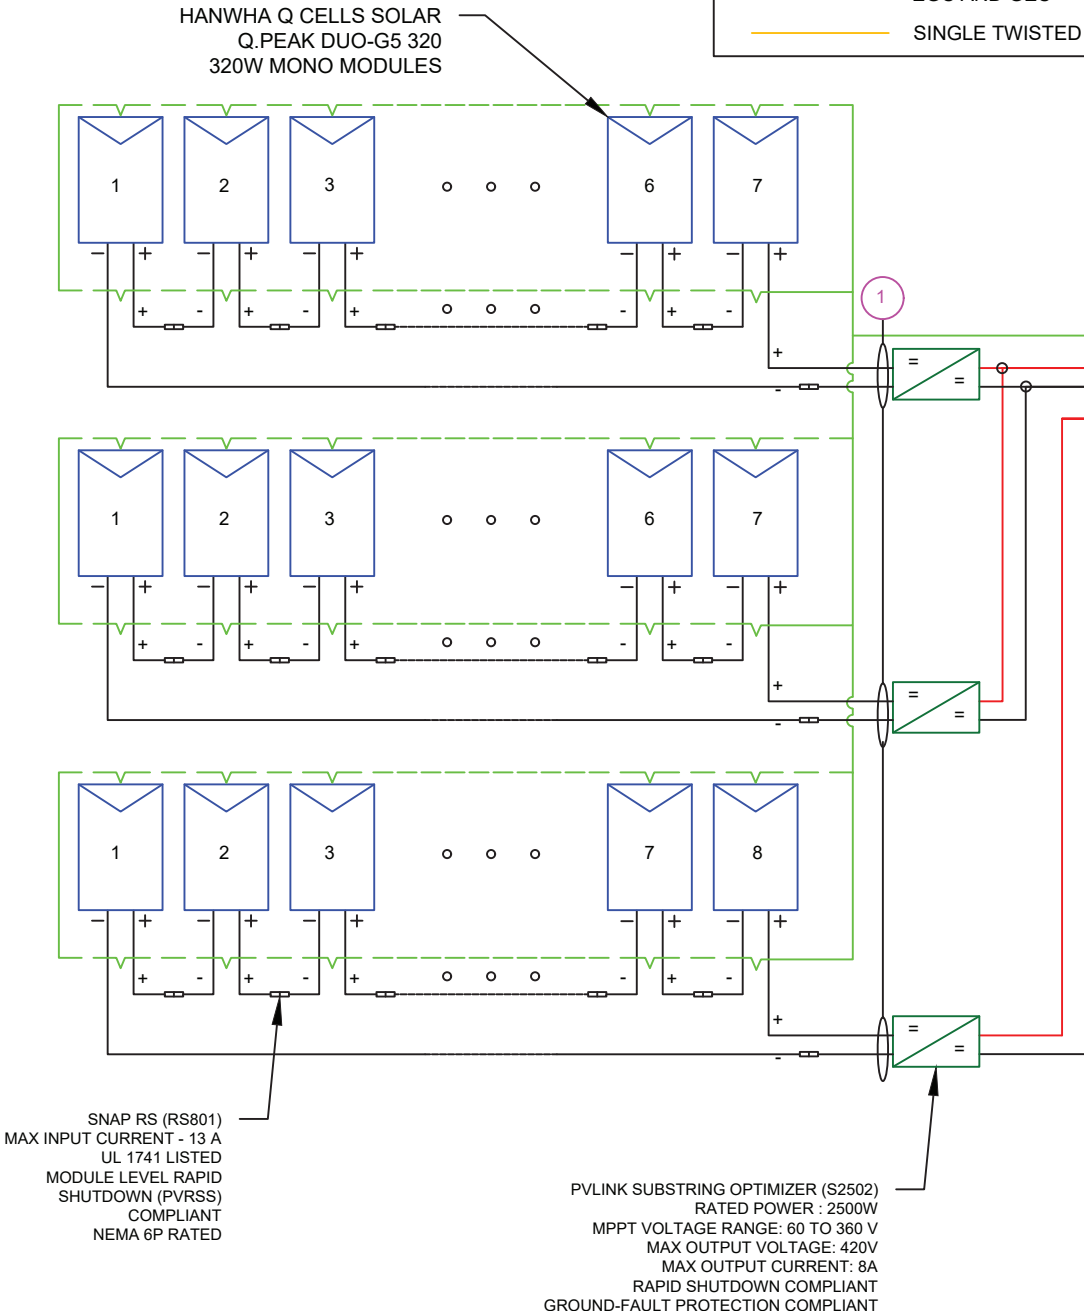 HANWHA Q CELLS SOLAR
Q.PEAK DUO-G5 320
320W MONO MODULES
SINGLE TWISTED
1 2 3 6 7
− + − + − + − + − +
+ - + - + - + -
1
+
-
= =
1 2 3 6 7
− + − + − + − + − +
+ - + - + - + -
+
-
= =
1 2 3 7 8
− + − + − + − + − +
+ - + - + - + -
+
-
= =
SNAP RS (RS801)
MAX INPUT CURRENT - 13 A
UL 1741 LISTED
MODULE LEVEL RAPID
SHUTDOWN (PVRSS)
COMPLIANT
NEMA 6P RATED
PVLINK SUBSTRING OPTIMIZER (S2502)
RATED POWER : 2500W
MPPT VOLTAGE RANGE: 60 TO 360 V
MAX OUTPUT VOLTAGE: 420V
MAX OUTPUT CURRENT: 8A
RAPID SHUTDOWN COMPLIANT
GROUND-FAULT PROTECTION COMPLIANT